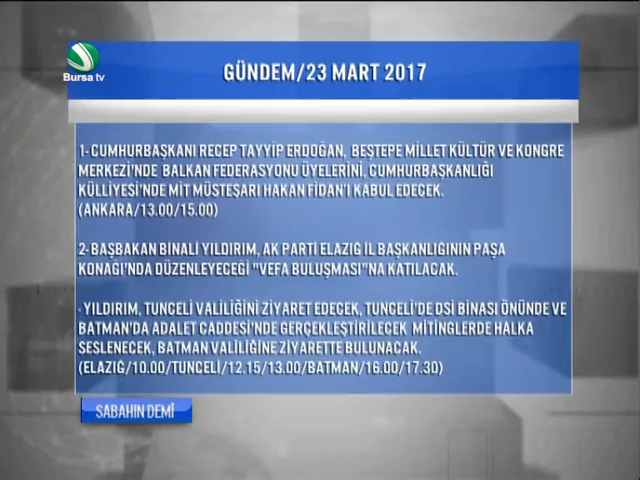 Bursa tv
GÜNDEM/23 MART 2017
1- CUMHURBAŞKANI RECEP TAYYİP ERDOĞAN, BEŞTEPE MİLLET KÜLTÜR VE KONGRE
MERKEZİ'NDE BALKAN FEDERASYONU ÜYELERİNİ, CUMHURBAŞKANLIĞI
KÜLLİYESİ'NDE MİT MÜSTEŞARI HAKAN FİDAN'I KABUL EDECEK.
(ANKARA/13.00/15.00)
2- BAŞBAKAN BİNALİ YILDIRIM, AK PARTİ ELAZIĞ İL BAŞKANLIĞININ PAŞA
KONAĞI'NDA DÜZENLEYECEĞİ "VEFA BULUŞMASI"NA KATILACAK.
- YILDIRIM, TUNCELİ VALİLİĞİNİ ZİYARET EDECEK, TUNCELİ'DE DSİ BİNASI ÖNÜNDE VE
BATMAN'DA ADALET CADDESİ'NDE GERÇEKLEŞTİRİLECEK MİTİNGLERDE HALKA
SESLENECEK, BATMAN VALİLİĞİNE ZİYARETTE BULUNACAK.
(ELAZIĞ/10.00/TUNCELİ/12.15/13.00/BATMAN/16.00/17.30)
SABAHIN DEMİ